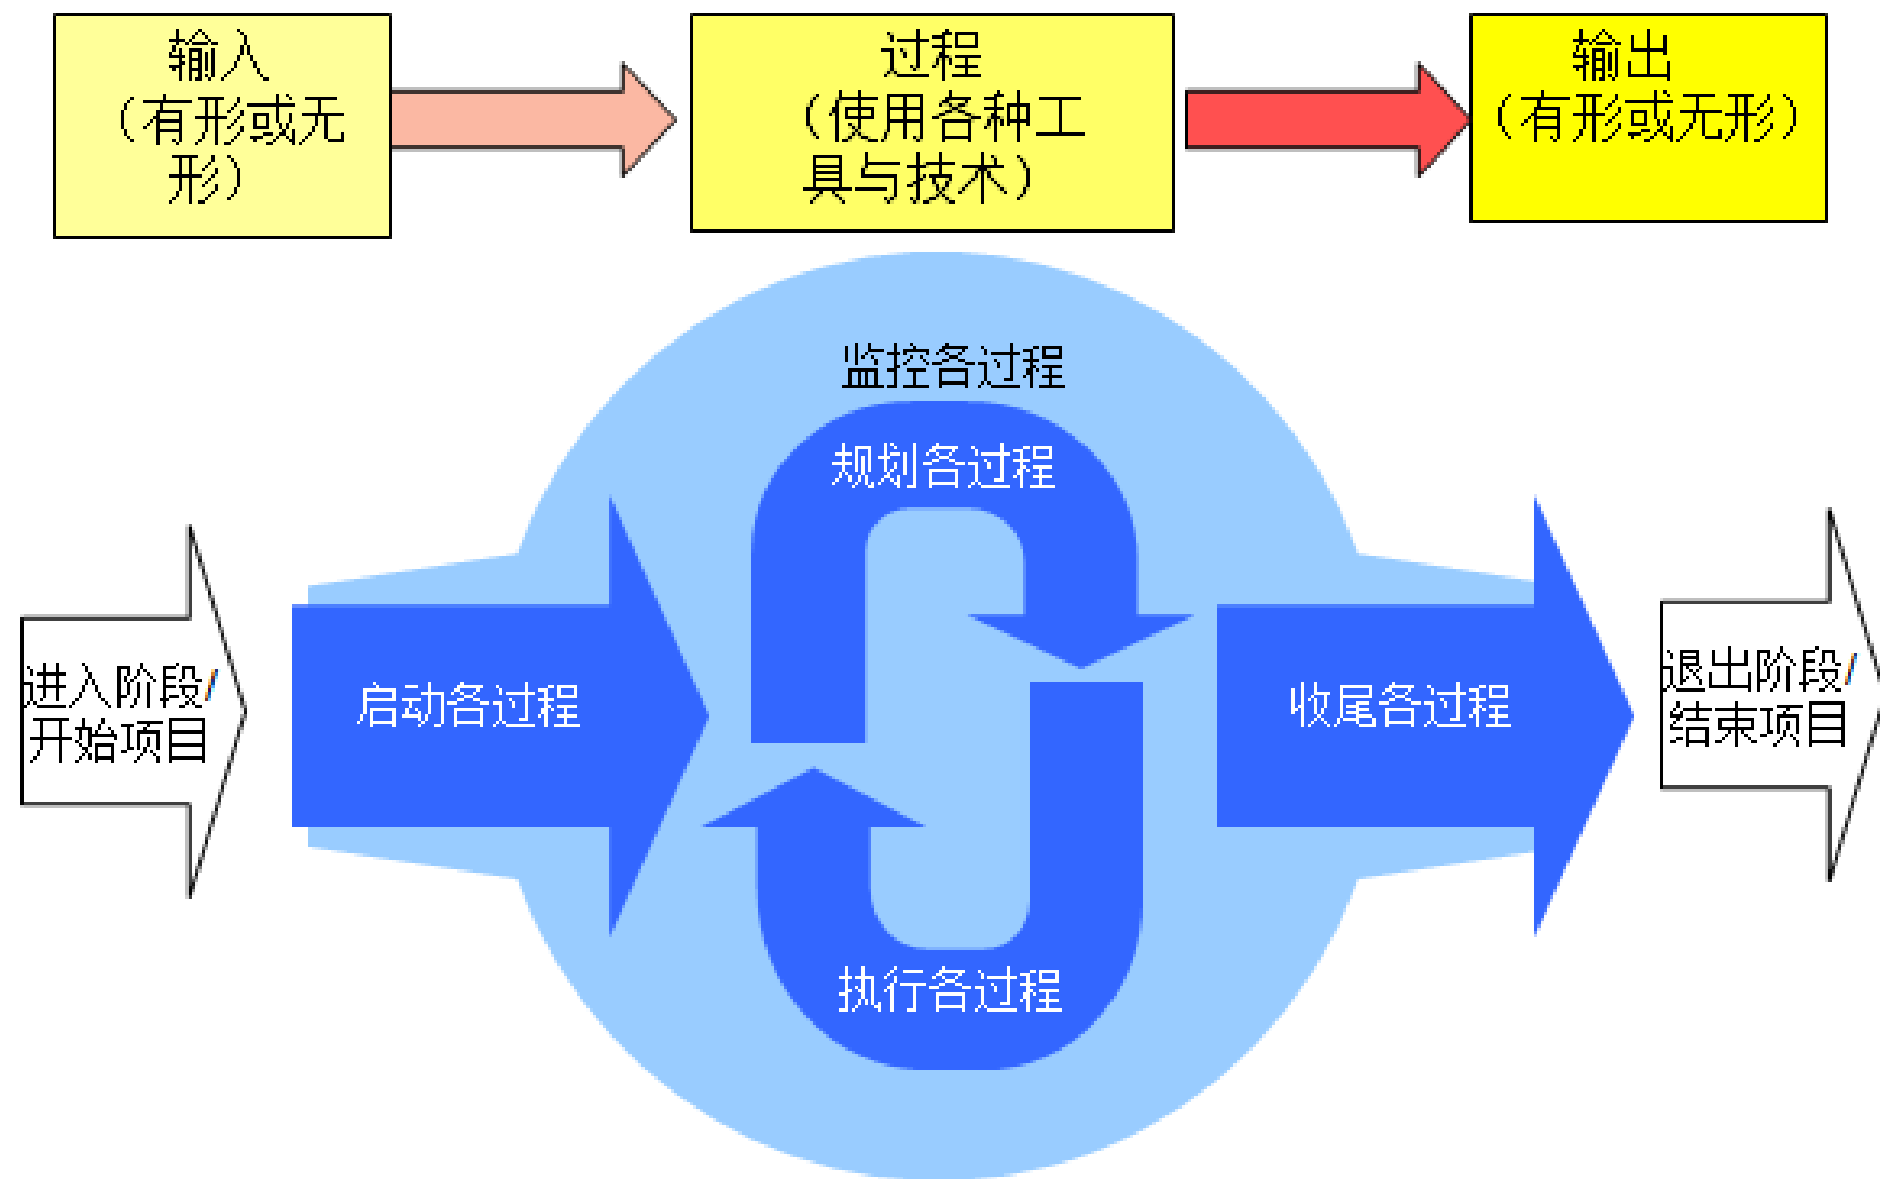 输入
（有形或无
形）
过程
（使用各种工
具与技术）
输出
（有形或无形）
监控各过程
规划各过程
进入阶段/
开始项目
启动各过程
收尾各过程
退出阶段/
结束项目
执行各过程